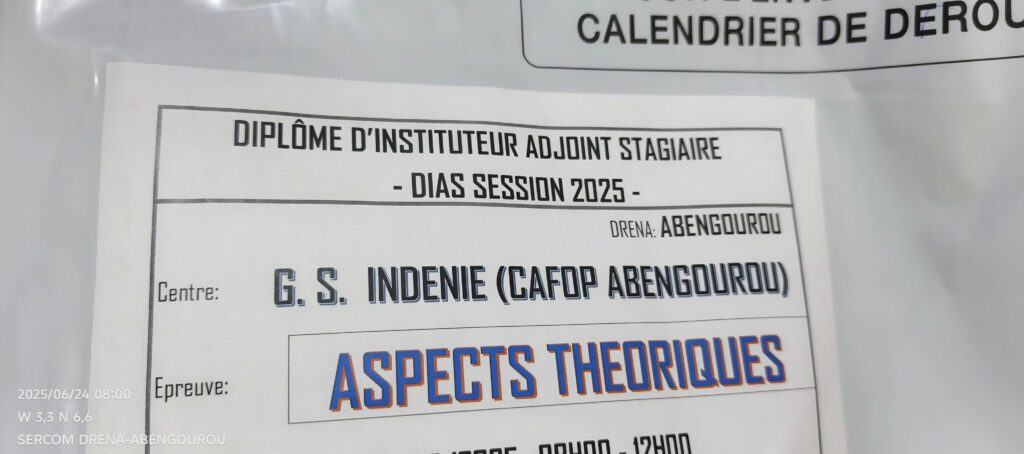 CALENDRIER DE DEROU
DIPLÔME D'INSTITUTEUR ADJOINT STAGIAIRE
- DIAS SESSION 2025 -
DRENA: ABENGOUROU
Centre: G. S. INDENIE (CAFOP ABENGOUROU)
Epreuve: ASPECTS THEORIQUES
- 12H00
2025/06/24 08:00
W 3,3 N 6,6
SERCOM DRENA-ABENGOUROU